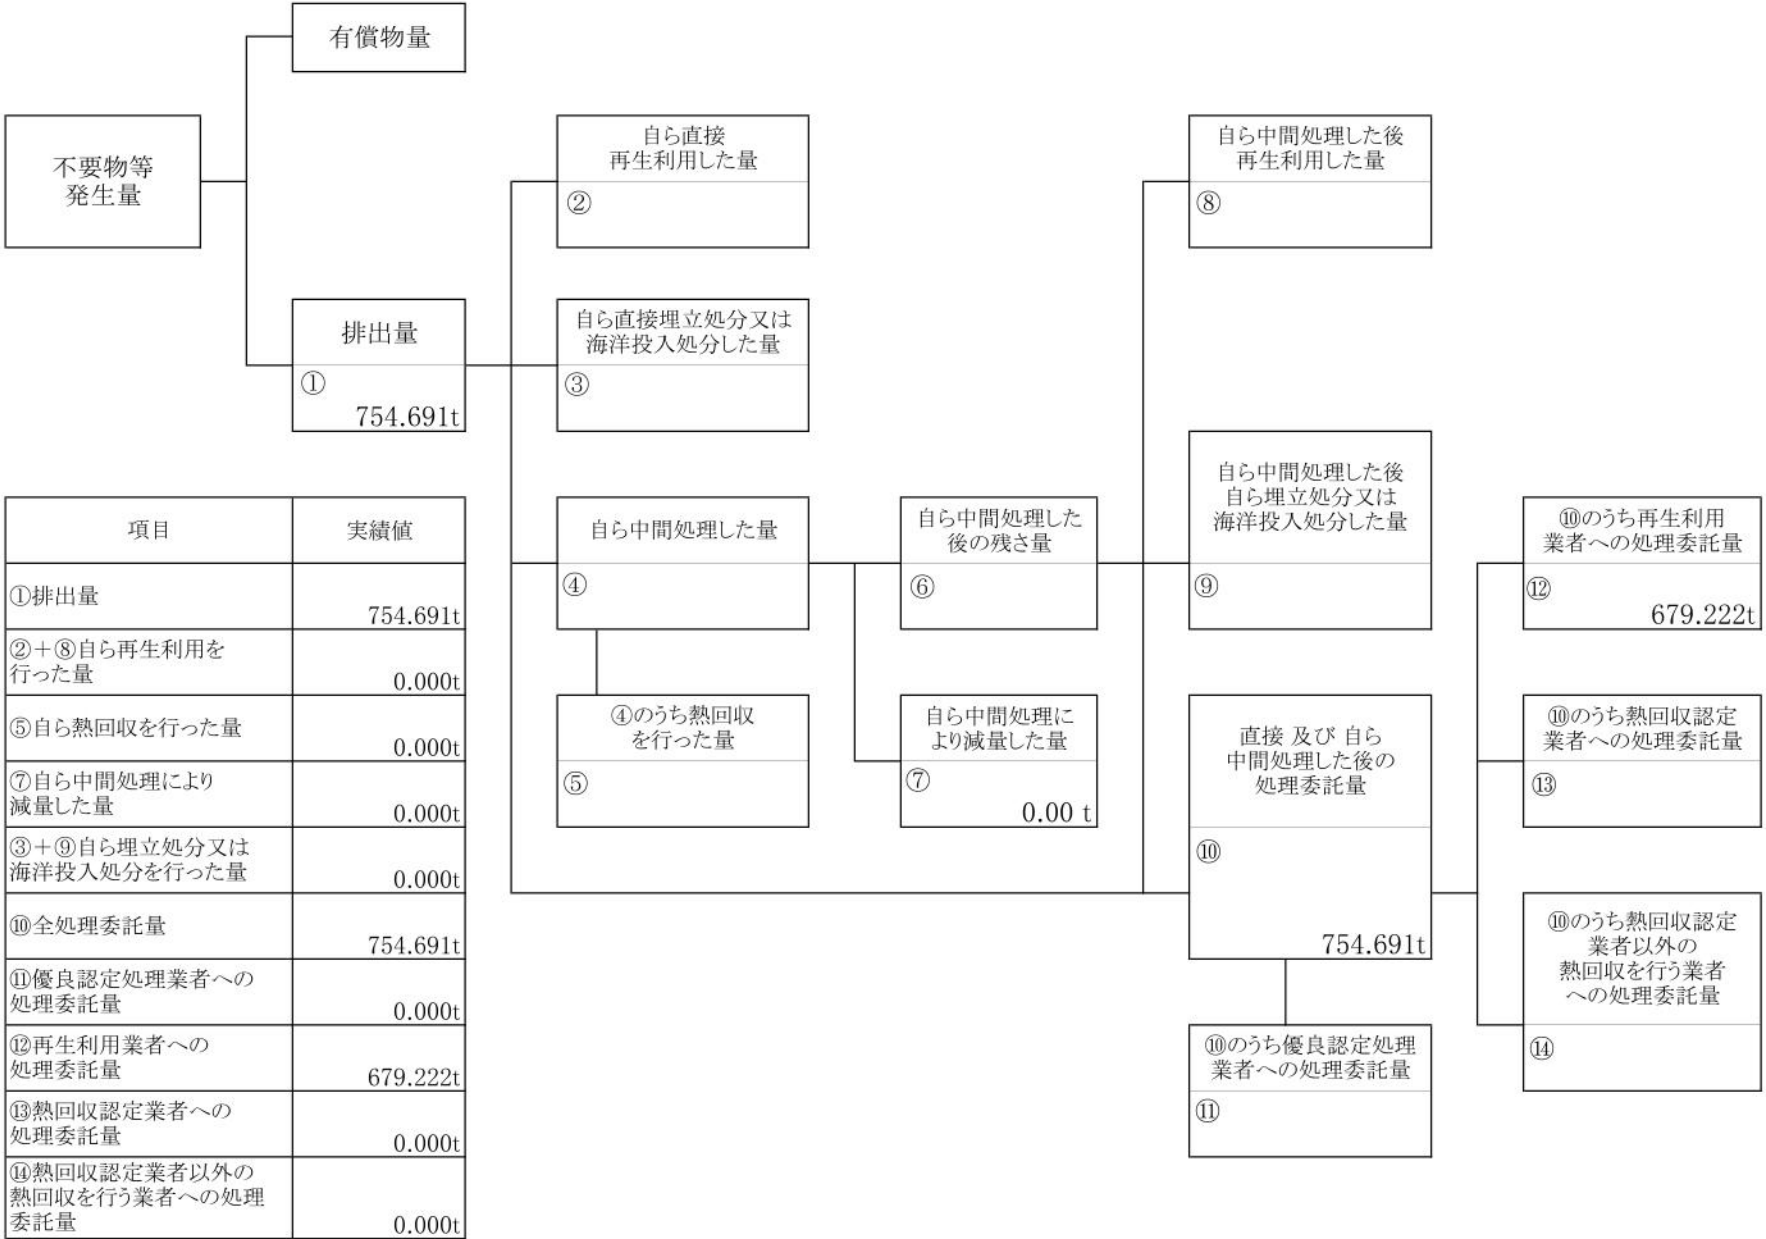 有償物量
不要物等
発生量
自ら直接
再生利用した量
②
自ら中間処理した後
再生利用した量
⑧
排出量
①
754.691t
自ら直接埋立処分又は
海洋投入処分した量
③
自ら中間処理した量
④
自ら中間処理した
後の残さ量
⑥
自ら中間処理した後
自ら埋立処分又は
海洋投入処分した量
⑨
⑩のうち再生利用
業者への処理委託量
⑫
679.222t
④のうち熱回収
を行った量
⑤
自ら中間処理に
より減量した量
⑦
0.00 t
直接 及び 自ら
中間処理した後の
処理委託量
⑩
754.691t
⑩のうち熱回収認定
業者への処理委託量
⑬
⑩のうち熱回収認定
業者以外の
熱回収を行う業者
への処理委託量
⑭
⑩のうち優良認定処理
業者への処理委託量
⑪
項目 実績値
①排出量
754.691t
②+⑧自ら再生利用を
行った量
0.000t
⑤自ら熱回収を行った量
0.000t
⑦自ら中間処理により
減量した量
0.000t
③+⑨自ら埋立処分又は
海洋投入処分を行った量
0.000t
⑩全処理委託量
754.691t
⑪優良認定処理業者への
処理委託量
0.000t
⑫再生利用業者への
処理委託量
679.222t
⑬熱回収認定業者への
処理委託量
0.000t
⑭熱回収認定業者以外の
熱回収を行う業者への処理
委託量
0.000t